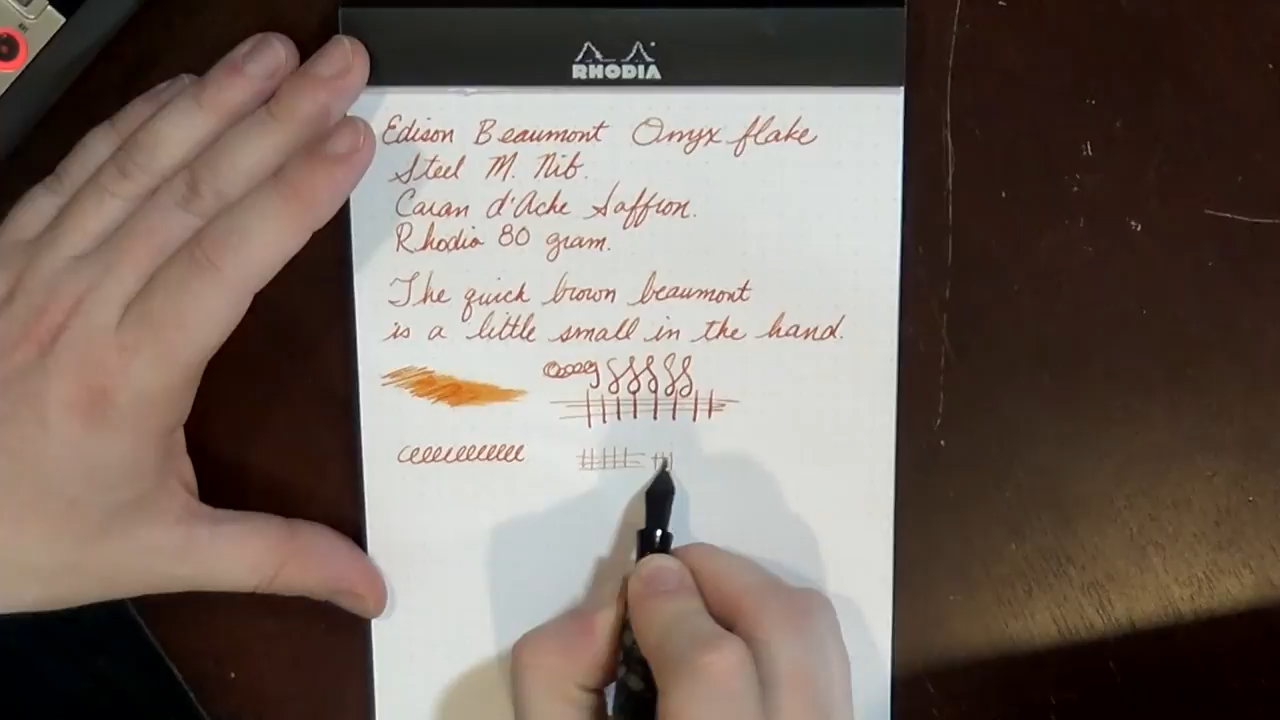 RHODIA
Edison Beaumont Onyx flake
Steel M. Nib.
Caran d'Ache Saffron.
Rhodia 80 gram.
The quick brown beaumont
is a little small in the hand.